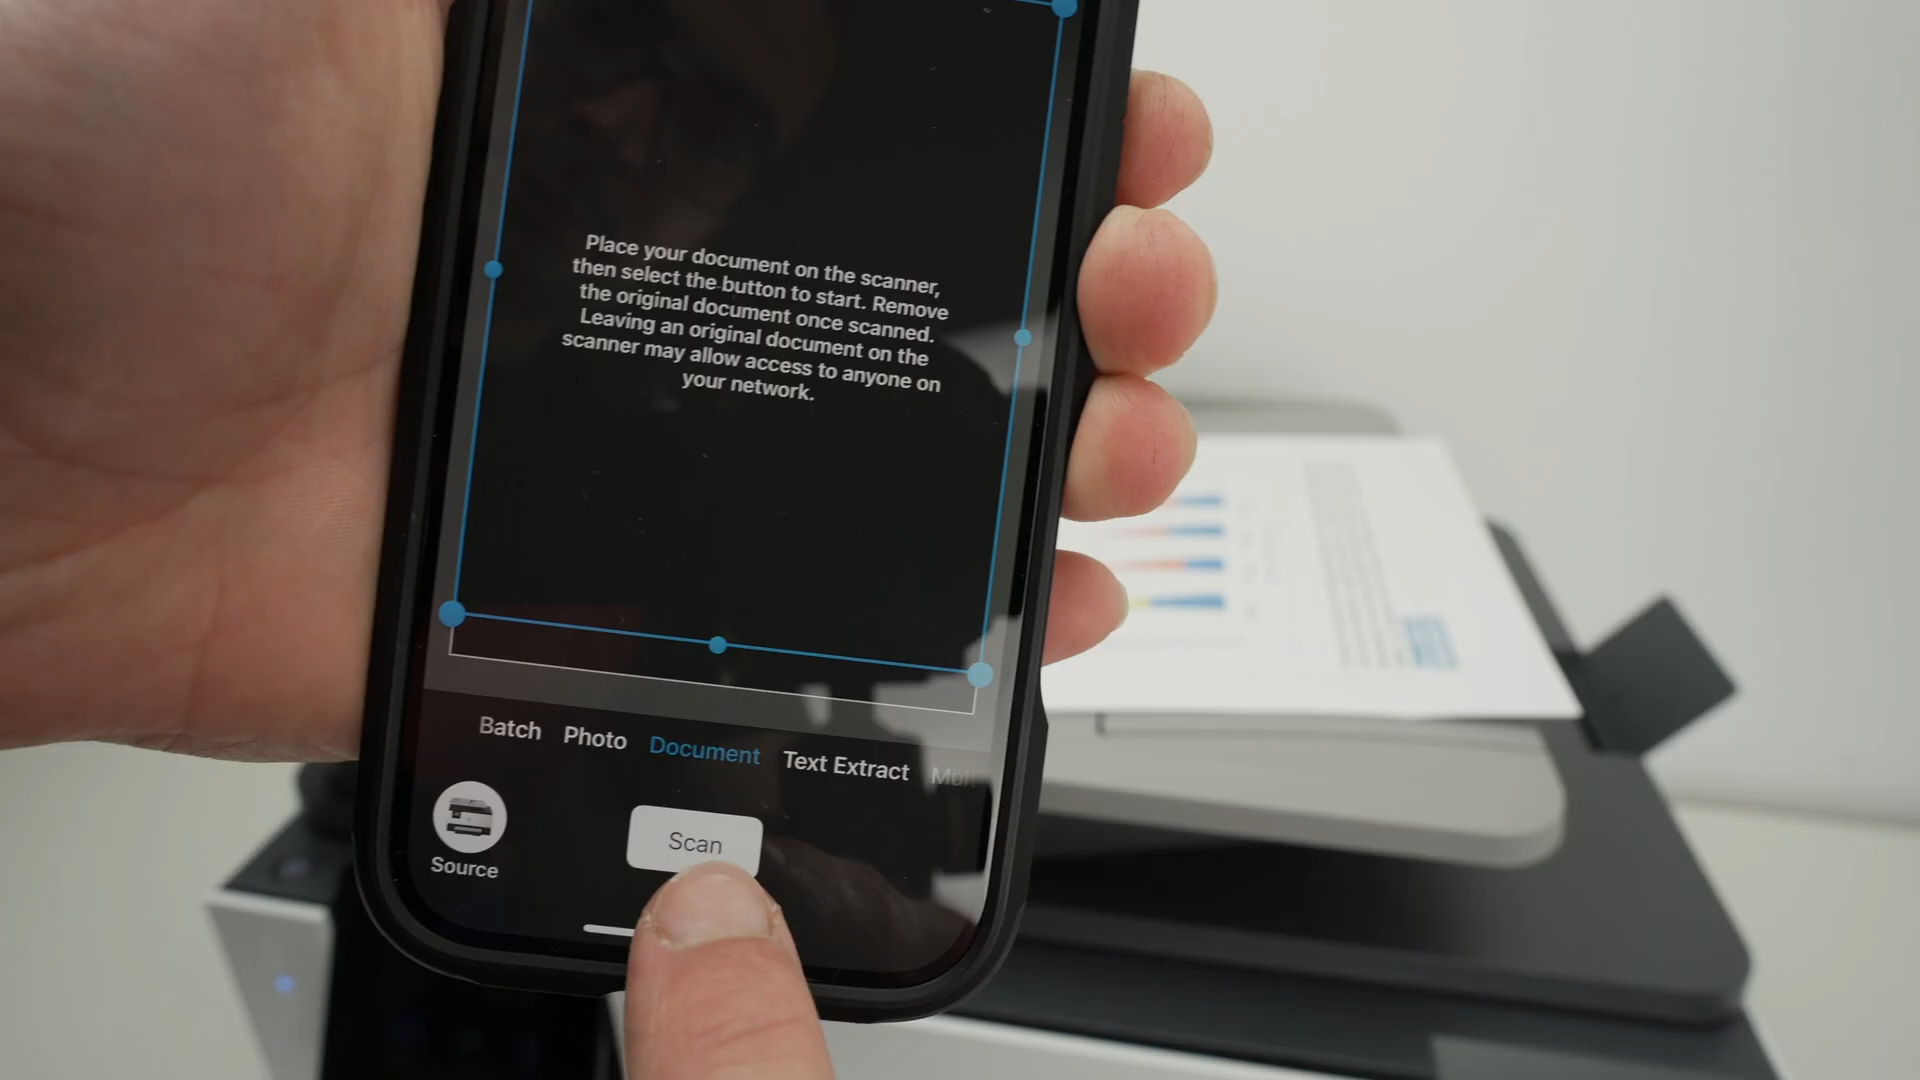 Place your document on the scanner,
then select the button to start. Remove
the original document once scanned.
Leaving an original document on the
scanner may allow access to anyone on
your network.
Batch Photo Document Text Extract
Source
Scan